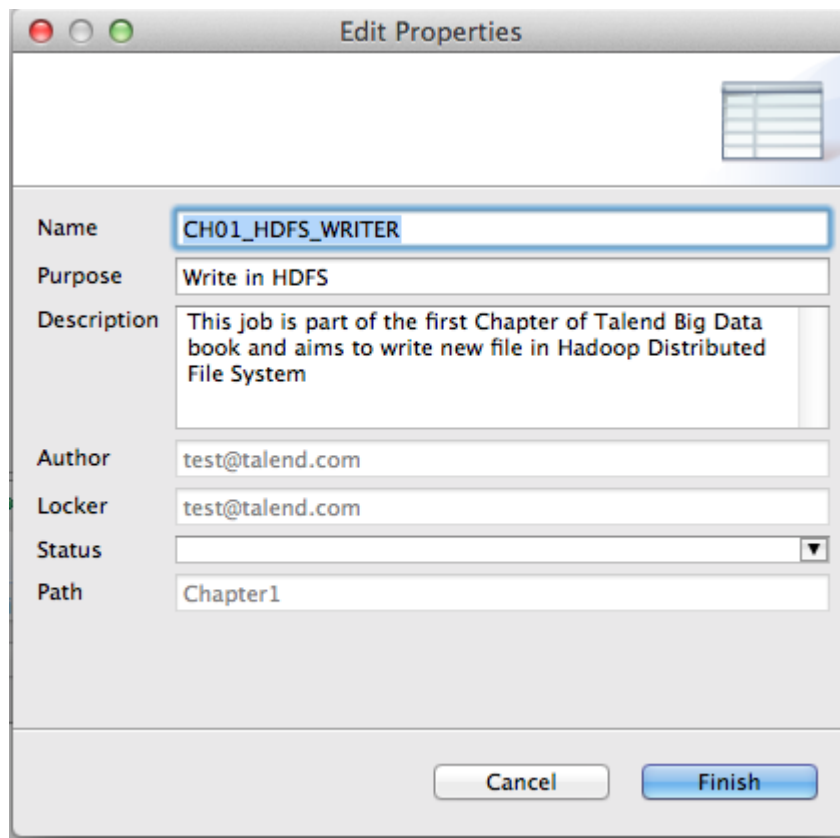 Edit Properties
Name CH01_HDFS_WRITER
Purpose Write in HDFS
Description This job is part of the first Chapter of Talend Big Data
book and aims to write new file in Hadoop Distributed
File System
Author test@talend.com
Locker test@talend.com
Status
Path Chapter1
Cancel Finish